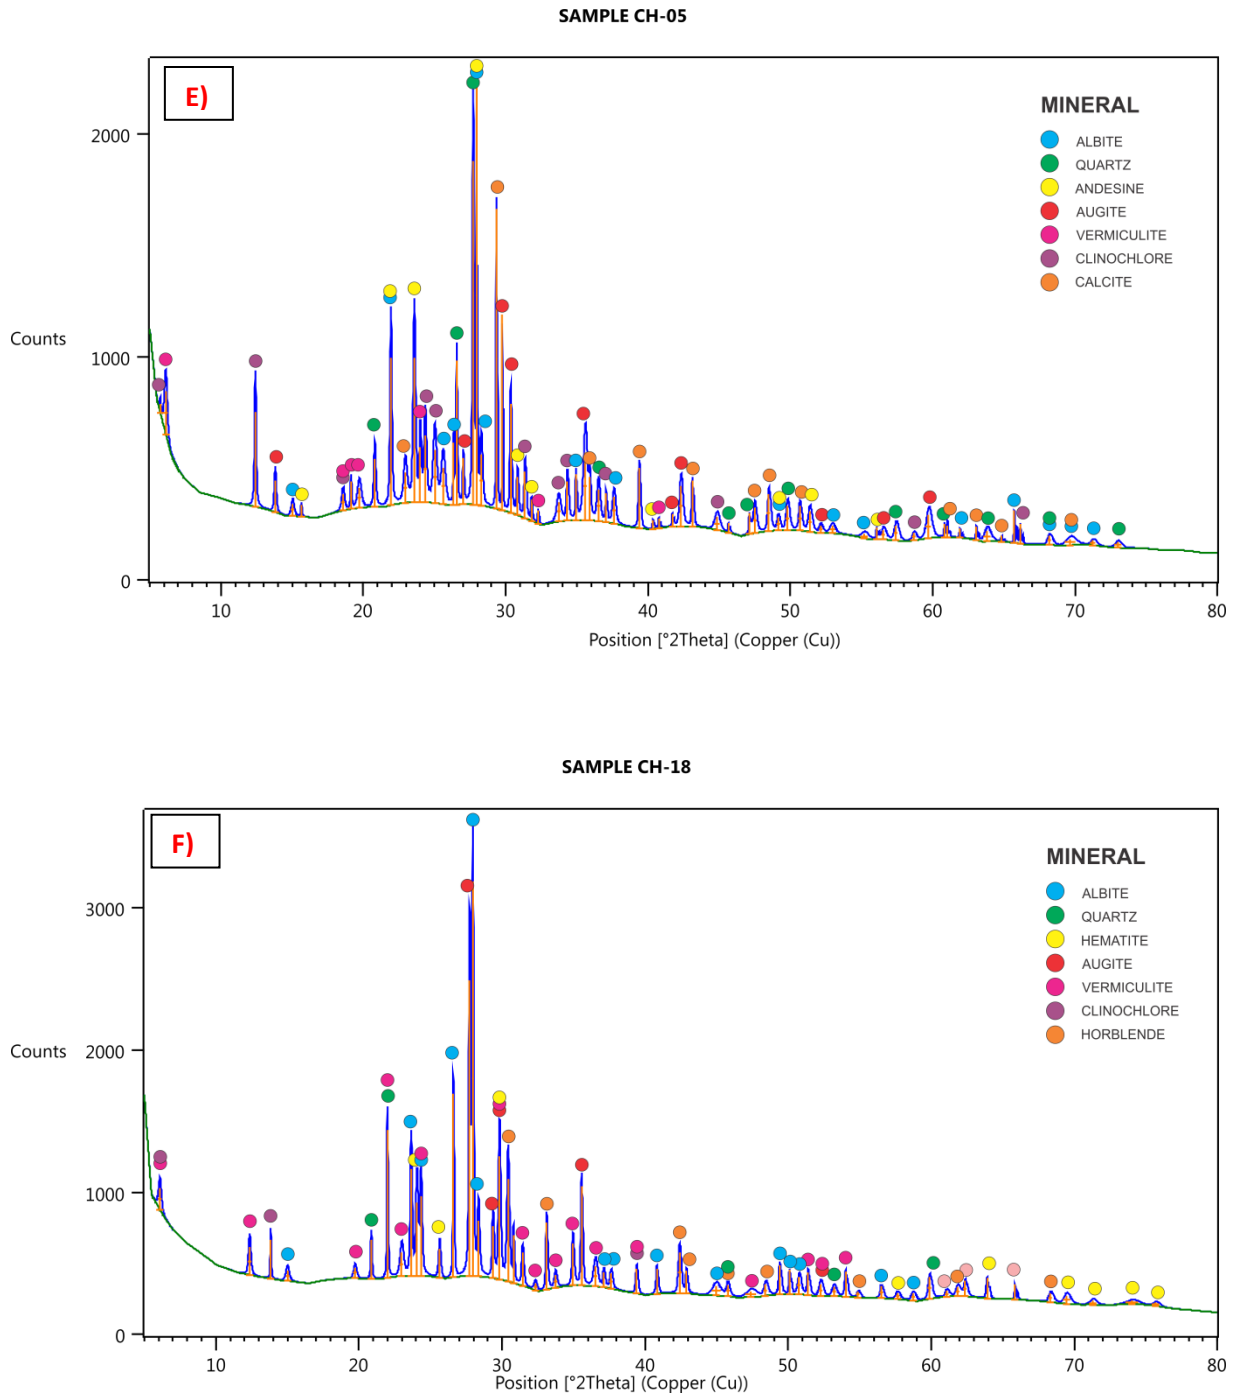 SAMPLE CH-05
E)
MINERAL
ALBITE
QUARTZ
ANDESINE
AUGITE
VERMICULITE
CLINOCHLORE
CALCITE
2000
Counts
1000
0
10 20 30 40 50 60 70 80
Position [°2Theta] (Copper (Cu))
SAMPLE CH-18
F)
MINERAL
ALBITE
QUARTZ
HEMATITE
AUGITE
VERMICULITE
CLINOCHLORE
HORBLENDE
3000
2000
Counts
1000
0
10 20 30 40 50 60 70 80
Position [°2Theta] (Copper (Cu))